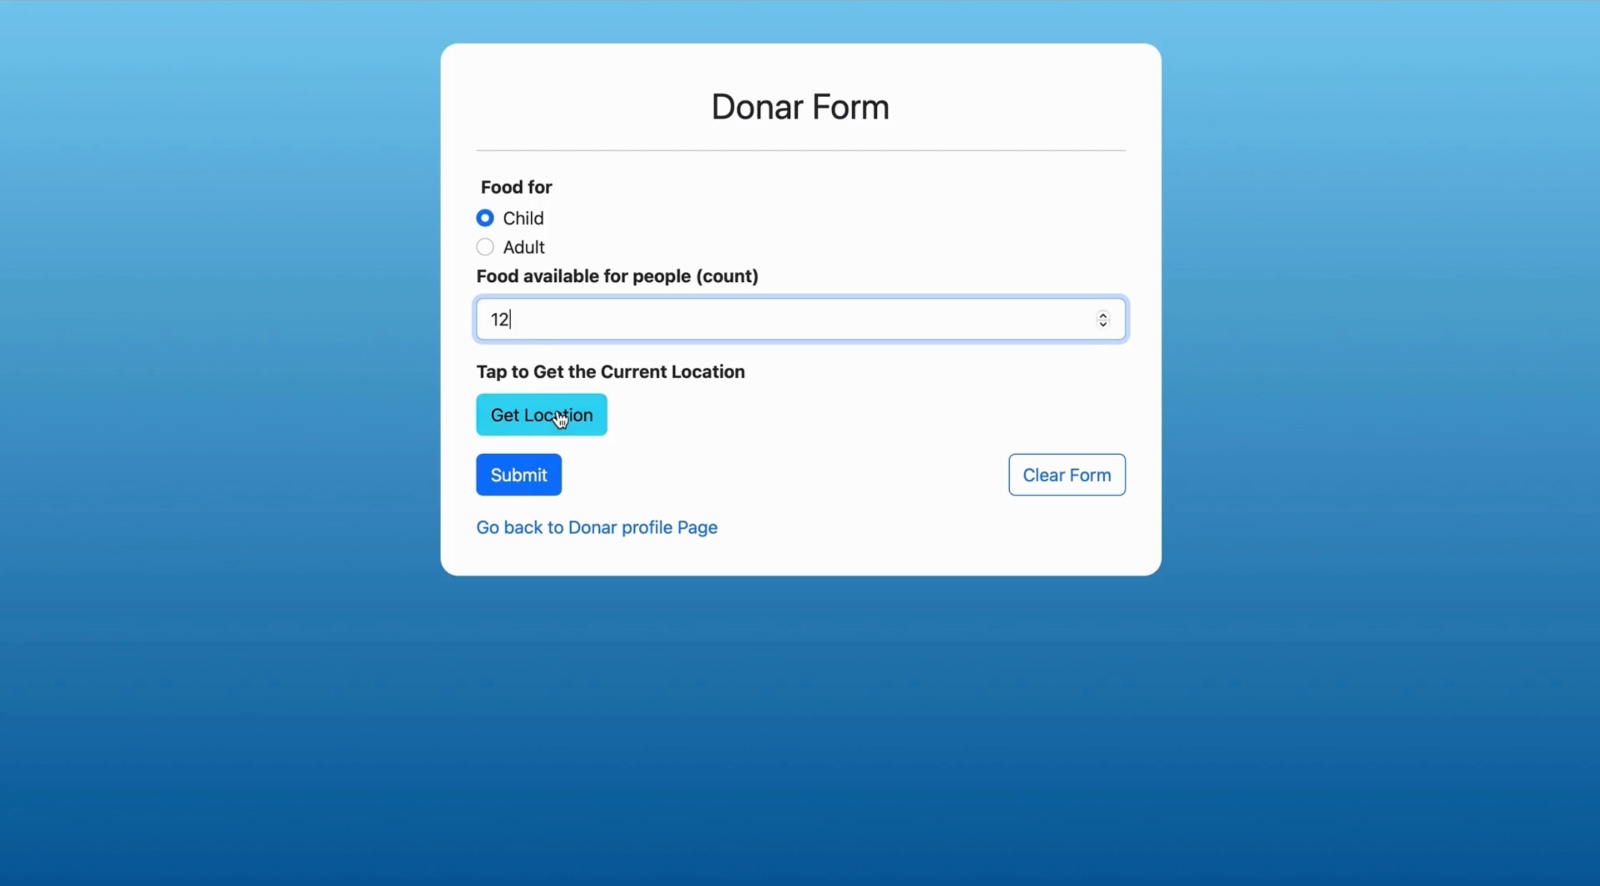 Donar Form
Food for
Child
Adult
Food available for people (count)
12
Tap to Get the Current Location
Get Location
Submit
Clear Form
Go back to Donar profile Page